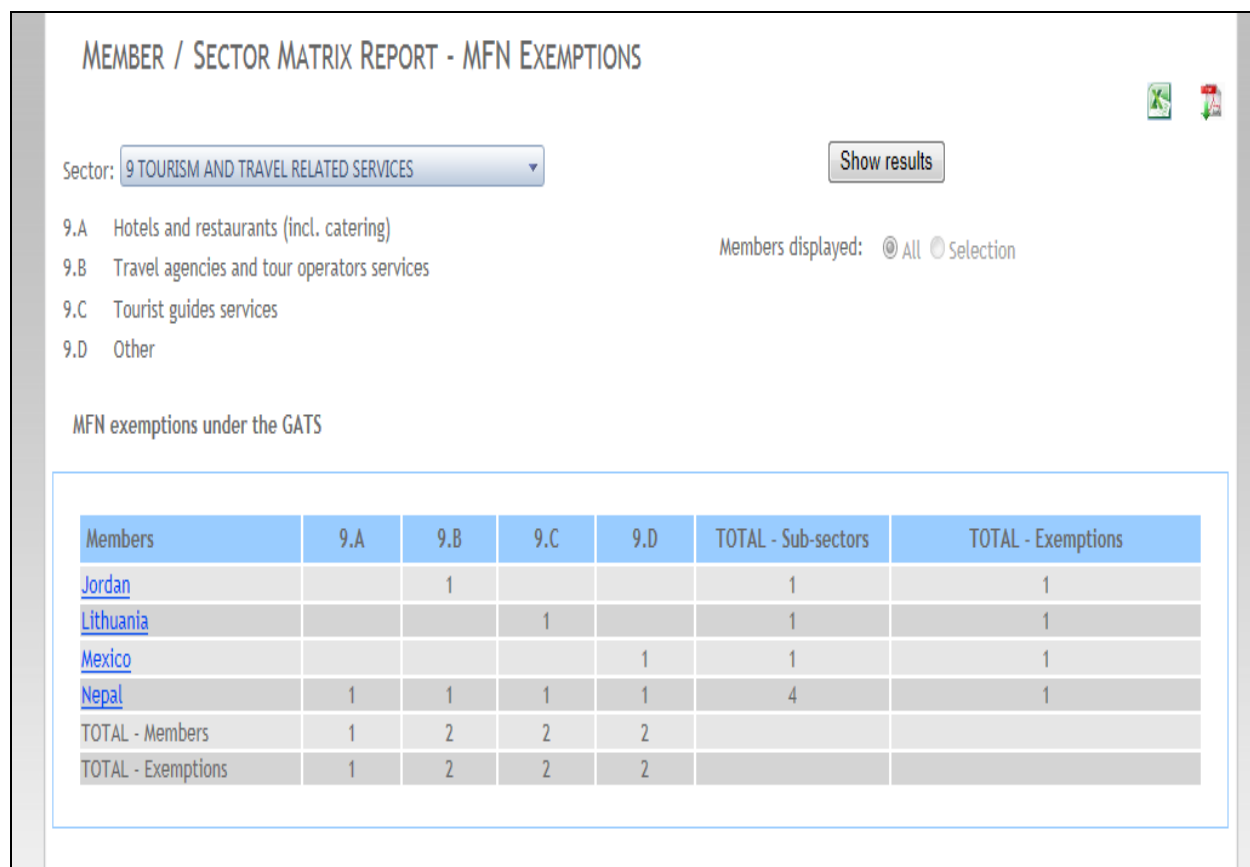 MEMBER / SECTOR MATRIX REPORT - MFN EXEMPTIONS
Sector: 9 TOURISM AND TRAVEL RELATED SERVICES
Show results
9.A Hotels and restaurants (incl. catering)
9.B Travel agencies and tour operators services
Members displayed: All Selection
9.C Tourist guides services
9.D Other
MFN exemptions under the GATS
Members 9.A 9.B 9.C 9.D TOTAL - Sub-sectors TOTAL - Exemptions
Jordan 1 1 1
Lithuania 1 1 1
Mexico 1 1 1
Nepal 1 1 1 1 4 1
TOTAL - Members 1 2 2 2
TOTAL - Exemptions 1 2 2 2